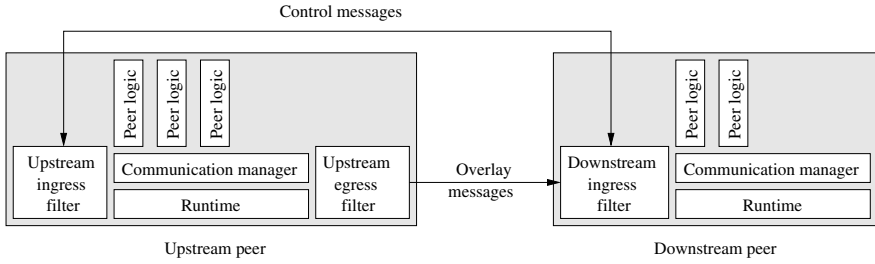 Control messages
Peer logic
Peer logic
Peer logic
Peer logic
Peer logic
Upstream
ingress
filter
Communication manager
Runtime
Upstream
egress
filter
Overlay
messages
Downstream
ingress
filter
Communication manager
Runtime
Upstream peer
Downstream peer